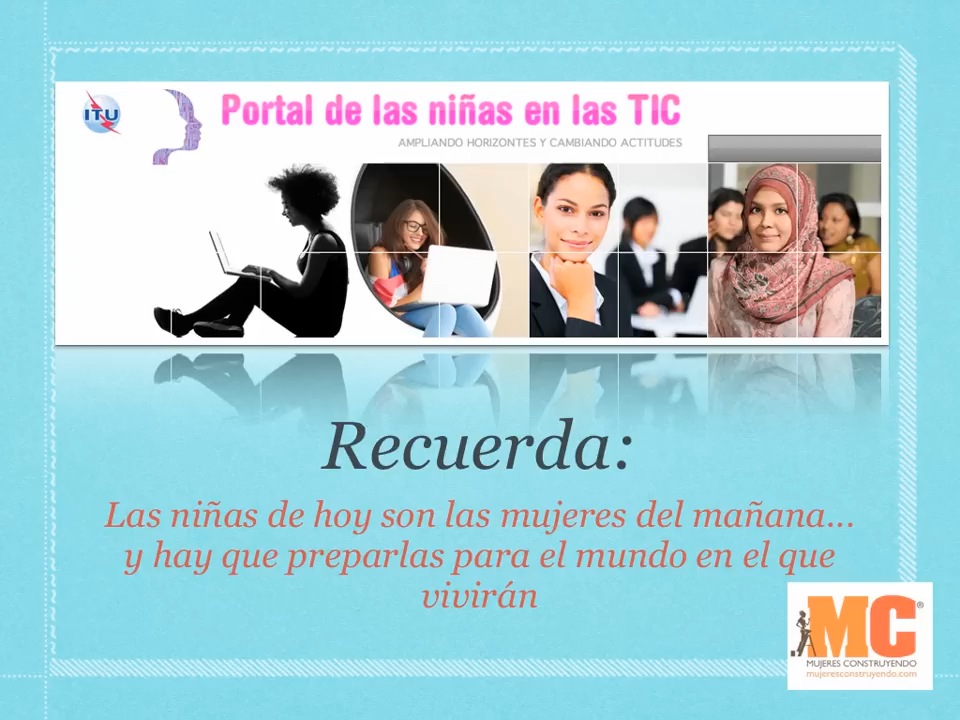 ITU
Portal de las niñas en las TIC
AMPLIANDO HORIZONTES Y CAMBIANDO ACTITUDES
Recuerda:
Las niñas de hoy son las mujeres del mañana...
y hay que preparlas para el mundo en el que
vivirán
MC®
MUJERES CONSTRUYENDO
mujeresconstruyendo.com